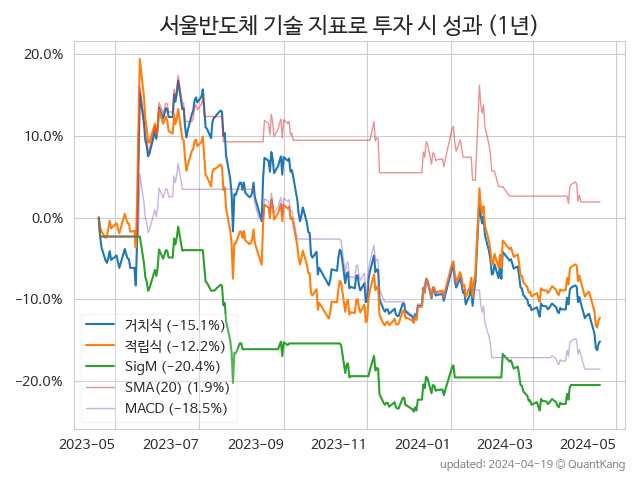 서울반도체 기술 지표로 투자 시 성과 (1년)
20.0%
10.0%
0.0%
−10.0%
−20.0%
거치식 (−15.1%)
적립식 (−12.2%)
SigM (−20.4%)
SMA(20) (1.9%)
MACD (−18.5%)
2023-05 2023-07 2023-09 2023-11 2024-01 2024-03 2024-05
updated: 2024-04-19 © QuantKang